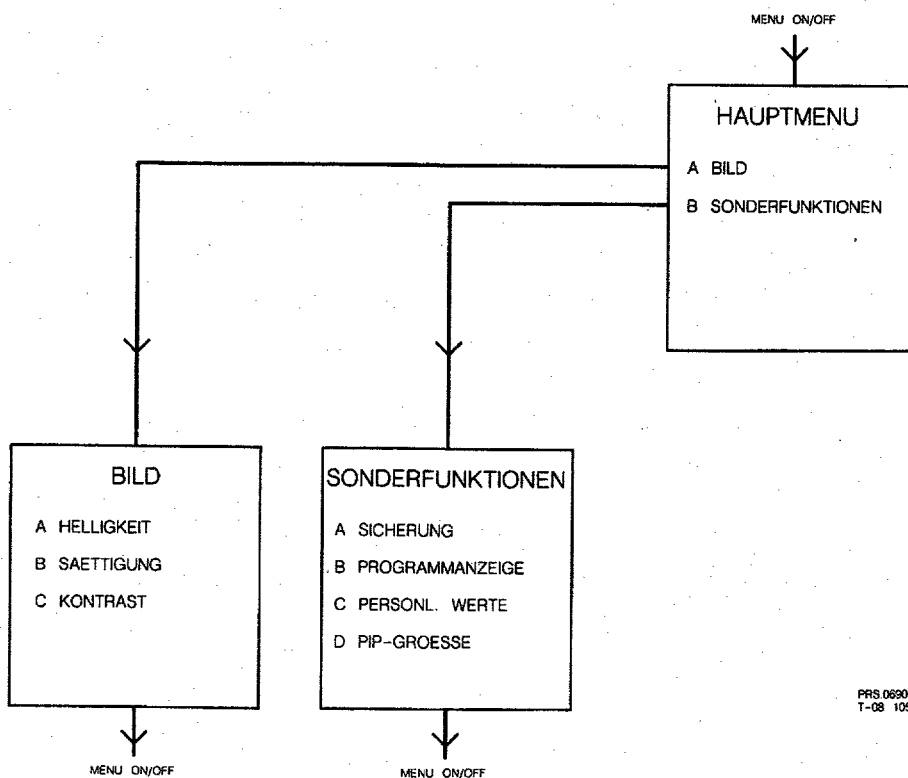 MENU ON/OFF
HAUPTMENU
A BILD
B SONDERFUNKTIONEN
BILD
A HELLIGKEIT
B SAETTIGUNG
C KONTRAST
MENU ON/OFF
SONDERFUNKTIONEN
A SICHERUNG
B PROGRAMMANZEIGE
C PERSONL. WERTE
D PIP-GROESSE
MENU ON/OFF
PRS.0690
T-08